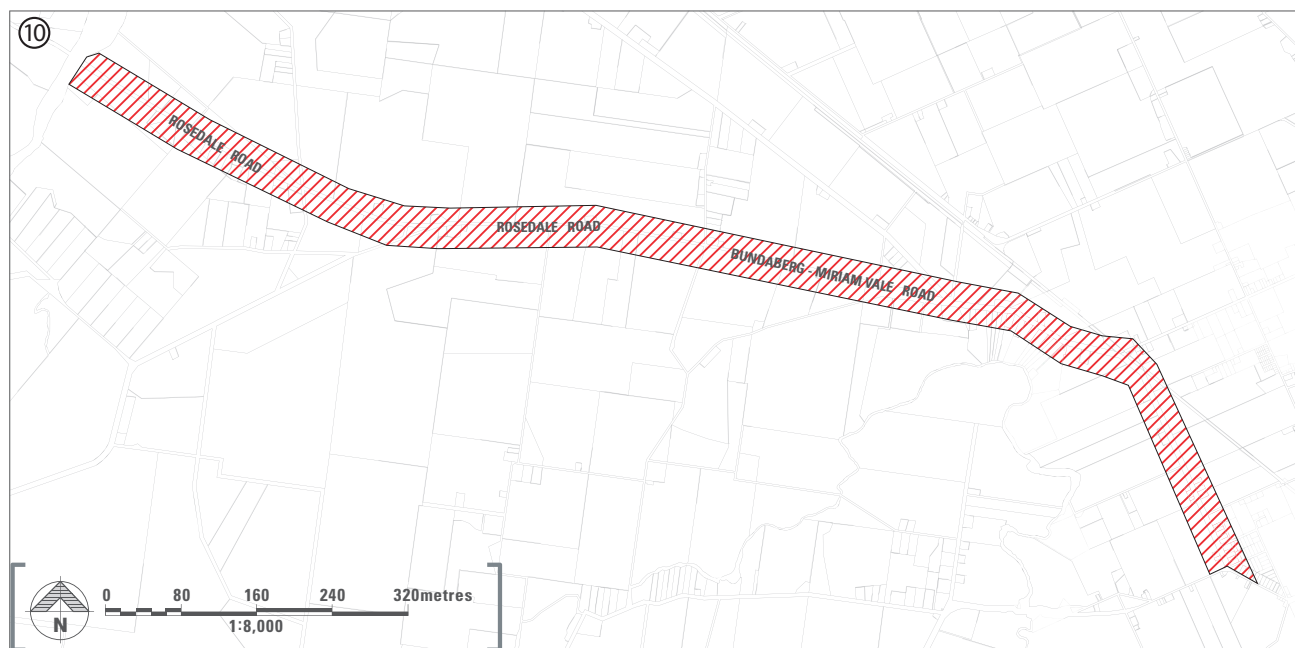 10
ROSEDALE ROAD
ROSEDALE ROAD
BUNDABERG - MIRIAM VALE ROAD
0 80 160 240 320metres
1:8,000
N